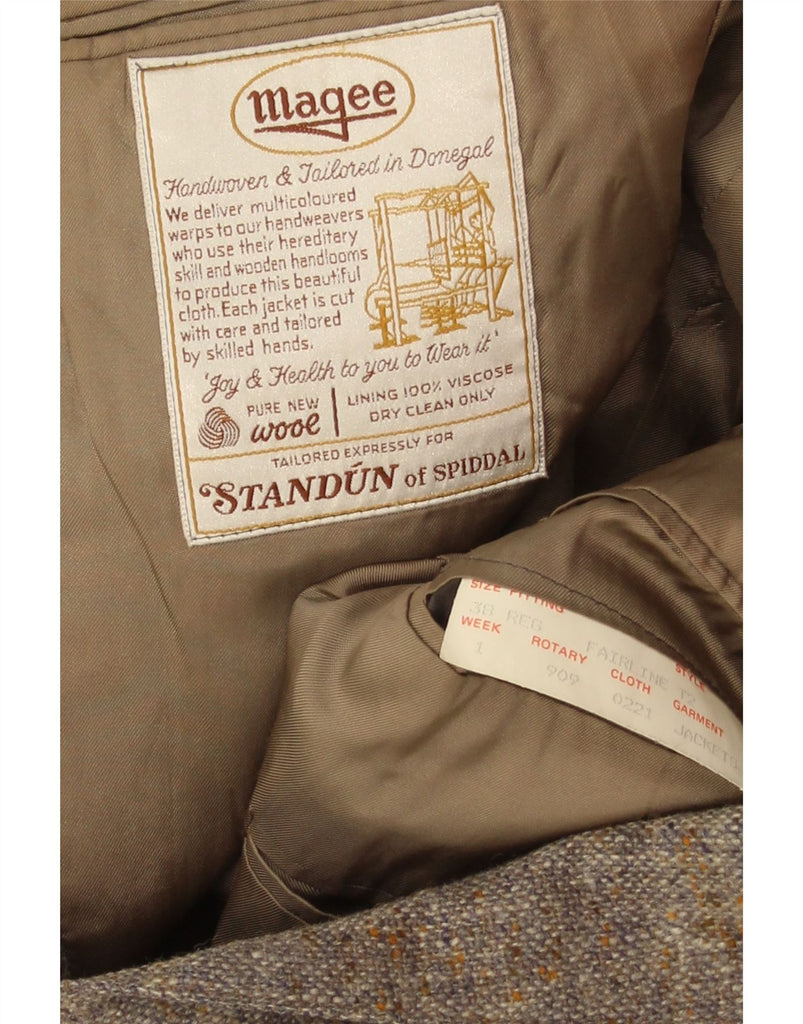 Magee
Handwoven & Tailored in Donegal
We deliver multicoloured
warps to our handweavers
who use their hereditary
skill and wooden handlooms
to produce this beautiful
cloth. Each jacket is cut
with care and tailored
by skilled hands.
'Joy & Health to you to Wear it'
PURE NEW
wool
LINING 100% VISCOSE
DRY CLEAN ONLY
TAILORED EXPRESSLY FOR
STANDÚN of SPIDDAL
SIZE FITTING STYLE
38 REG FAIRLINE T2
WEEK ROTARY CLOTH GARMENT
1 909 0221 JACKETS